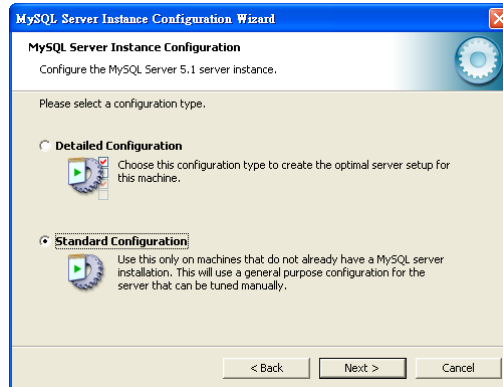 MySQL Server Instance Configuration Wizard
MySQL Server Instance Configuration
Configure the MySQL Server 5.1 server instance.
Please select a configuration type.
Detailed Configuration
Choose this configuration type to create the optimal server setup for
this machine.
Standard Configuration
Use this only on machines that do not already have a MySQL server
installation. This will use a general purpose configuration for the
server that can be tuned manually.
< Back
Next >
Cancel